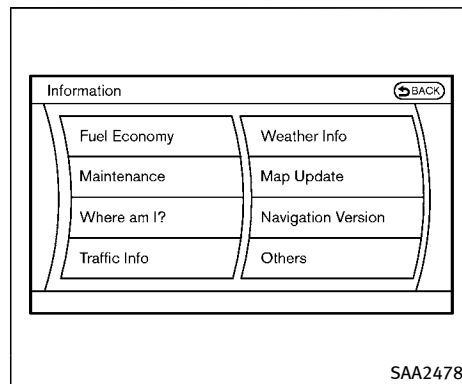 Information
BACK
Fuel Economy
Maintenance
Where am I?
Traffic Info
Weather Info
Map Update
Navigation Version
Others
SAA2478